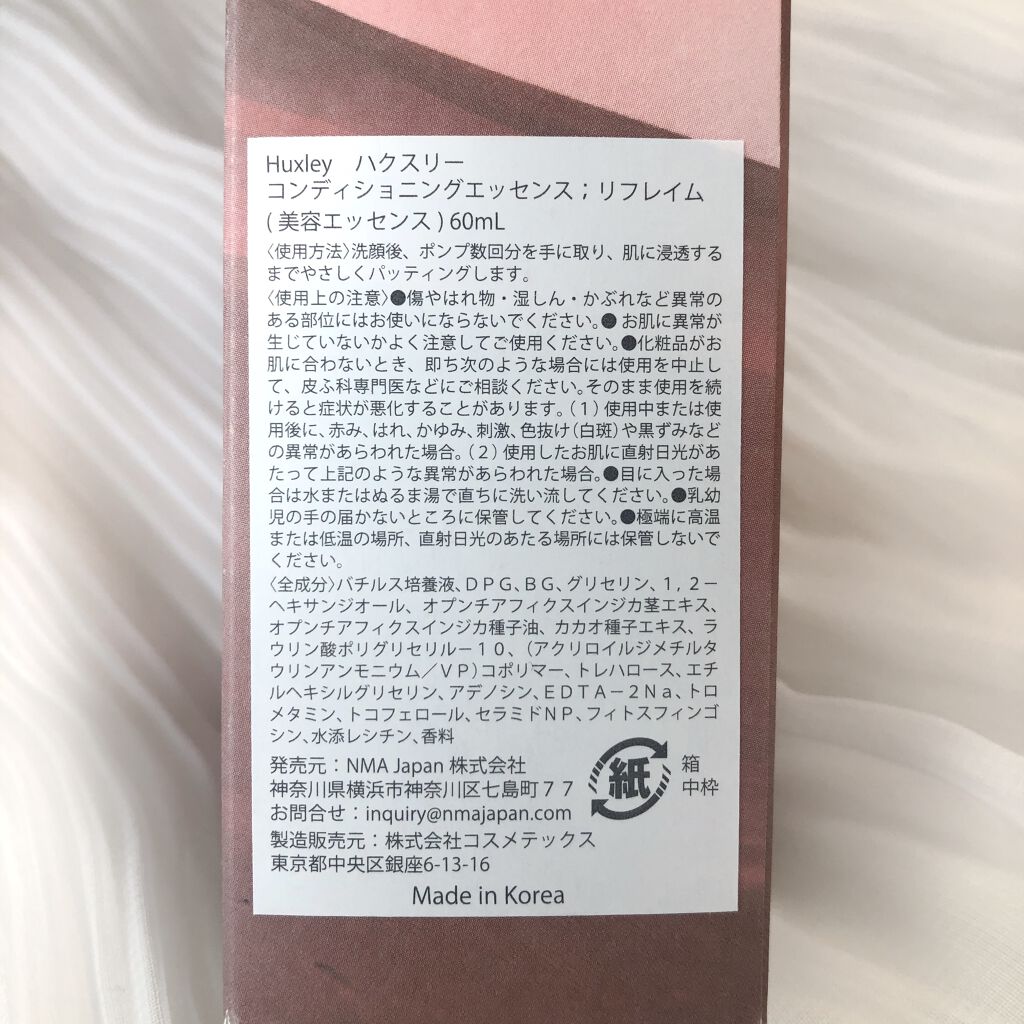 Huxley　ハクスリー
コンディショニングエッセンス；リフレイム
(美容エッセンス) 60mL
〈使用方法〉洗顔後、ポンプ数回分を手に取り、肌に浸透する
までやさしくパッティングします。
〈使用上の注意〉●傷やはれ物・湿しん・かぶれなど異常の
ある部位にはお使いにならないでください。● お肌に異常が
生じていないかよく注意してご使用ください。●化粧品がお
肌に合わないとき、即ち次のような場合には使用を中止し
て、皮ふ科専門医などにご相談ください。そのまま使用を続
けると症状が悪化することがあります。（１）使用中または使
用後に、赤み、はれ、かゆみ、刺激、色抜け（白斑）や黒ずみなど
の異常があらわれた場合。（２）使用したお肌に直射日光があ
たって上記のような異常があらわれた場合。●目に入った場
合は水またはぬるま湯で直ちに洗い流してください。●乳幼
児の手の届かないところに保管してください。●極端に高温
または低温の場所、直射日光のあたる場所には保管しないで
ください。
〈全成分〉バチルス培養液、ＤＰＧ、ＢＧ、グリセリン、１，２－
ヘキサンジオール、オプンチアフィクスインジカ茎エキス、
オプンチアフィクスインジカ種子油、カカオ種子エキス、ラ
ウリン酸ポリグリセリル－１０、（アクリロイルジメチルタ
ウリンアンモニウム／ＶＰ）コポリマー、トレハロース、エチ
ルヘキシルグリセリン、アデノシン、ＥＤＴＡ－２Ｎａ、トロ
メタミン、トコフェロール、セラミドＮＰ、フィトスフィンゴ
シン、水添レシチン、香料
発売元：NMA Japan 株式会社
神奈川県横浜市神奈川区七島町７７
お問合せ：inquiry@nmajapan.com
紙
箱
中枠
製造販売元：株式会社コスメテックス
東京都中央区銀座6-13-16
Made in Korea